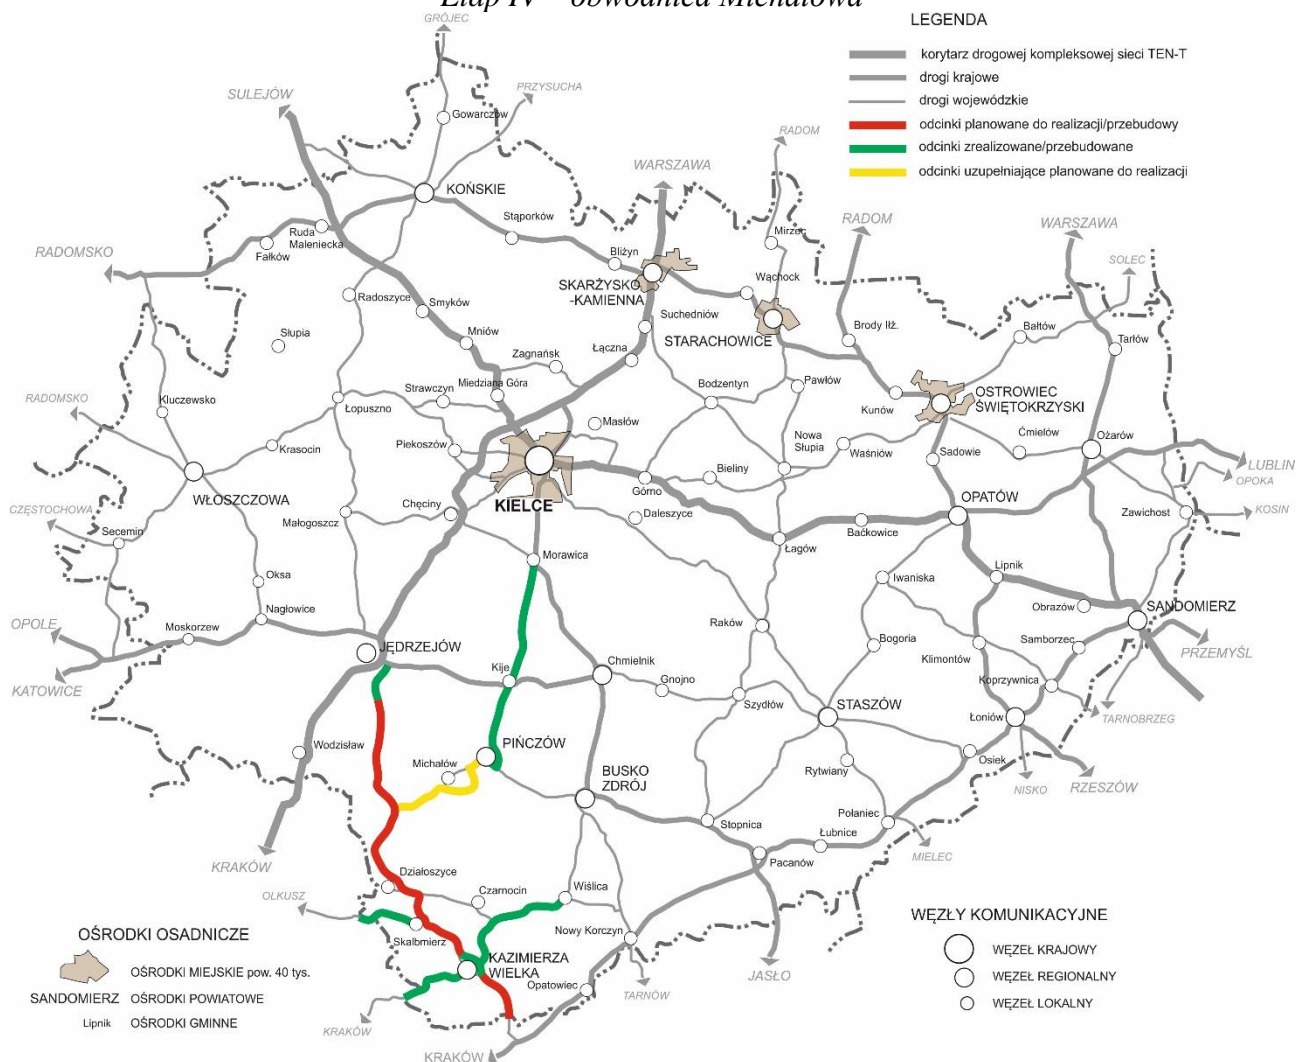 Etap IV – obwodnica Michałowa
LEGENDA
korytarz drogowej kompleksowej sieci TEN-T
drogi krajowe
drogi wojewódzkie
odcinki planowane do realizacji/przebudowy
odcinki zrealizowane/przebudowane
odcinki uzupełniające planowane do realizacji
GRÓJEC
PRZYSUCHA
SULEJÓW
Gowarczów
RADOM
WARSZAWA
KOŃSKIE
Stąporków
Mirzec
RADOM
WARSZAWA
Ruda
Maleniecka
Fałków
RADOMSKO
Bliżyn
SOLEC
Wąchock
SKARŻYSKO
-KAMIENNA
Radoszyce
Smyków
Suchedniów
STARACHOWICE
Brody Iłż.
Bałtów
Tarłów
Słupia
Mniów
Łączna
Zagnańsk
Miedziana Góra
Strawczyn
Bodzentyn
Pawłów
Kunów
OSTROWIEC
ŚWIĘTOKRZYSKI
RADOMSKO
Kluczewsko
Łopuszno
Masłów
Krasocin
Piekoszów
Nowa
Słupia
Waśniów
Sadowie
Ćmielów
Ożarów
LUBLIN
OPOKA
WŁOSZCZOWA
Bieliny
Górno
KIELCE
Chęciny
Małogoszcz
Daleszyce
OPATÓW
Zawichost
KOSIN
CZĘSTOCHOWA
Secemin
Łagów
Baćkowice
Morawica
Oksa
Iwaniska
Lipnik
Obrazów
SANDOMIERZ
Nagłowice
Moskorzew
OPOLE
JĘDRZEJÓW
Raków
Bogoria
Klimontów
Samborzec
PRZEMYŚL
KATOWICE
Kije
Chmielnik
Gnojno
Szydłów
STASZÓW
Koprzywnica
Łoniów
TARNOBRZEG
Wodzisław
PIŃCZÓW
Michałów
BUSKO
ZDRÓJ
Rytwiany
Osiek
NISKO
RZESZÓW
Stopnica
Połaniec
Łubnice
MIELEC
Pacanów
KRAKÓW
Działoszyce
OLKUSZ
Czarnocin
Wiślica
Skalbmierz
Nowy Korczyn
KAZIMIERZA
WIELKA
Opatowiec
TARNÓW
JASŁO
KRAKÓW
KRAKÓW
OŚRODKI OSADNICZE
OŚRODKI MIEJSKIE pow. 40 tys.
SANDOMIERZ OŚRODKI POWIATOWE
Lipnik OŚRODKI GMINNE
WĘZŁY KOMUNIKACYJNE
WĘZEŁ KRAJOWY
WĘZEŁ REGIONALNY
WĘZEŁ LOKALNY